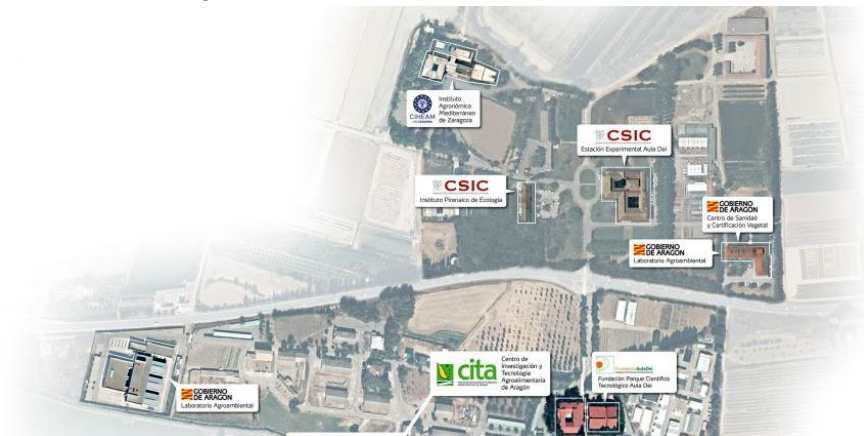 CIHEAM
Instituto
Agronómico
Mediterráneo
de Zaragoza
CSIC
Estación Experimental Aula Dei
CSIC
Instituto Pirenaico de Ecología
GOBIERNO
DE ARAGON
Centro de Sanidad
y Certificación Vegetal
GOBIERNO
DE ARAGON
Laboratorio Agroambiental
cita
Centro de
Investigación y
Tecnología
Agroalimentaria
de Aragón
Fundación Parque Científico
Tecnológico Aula Dei
GOBIERNO
DE ARAGON
Laboratorio Agroambiental